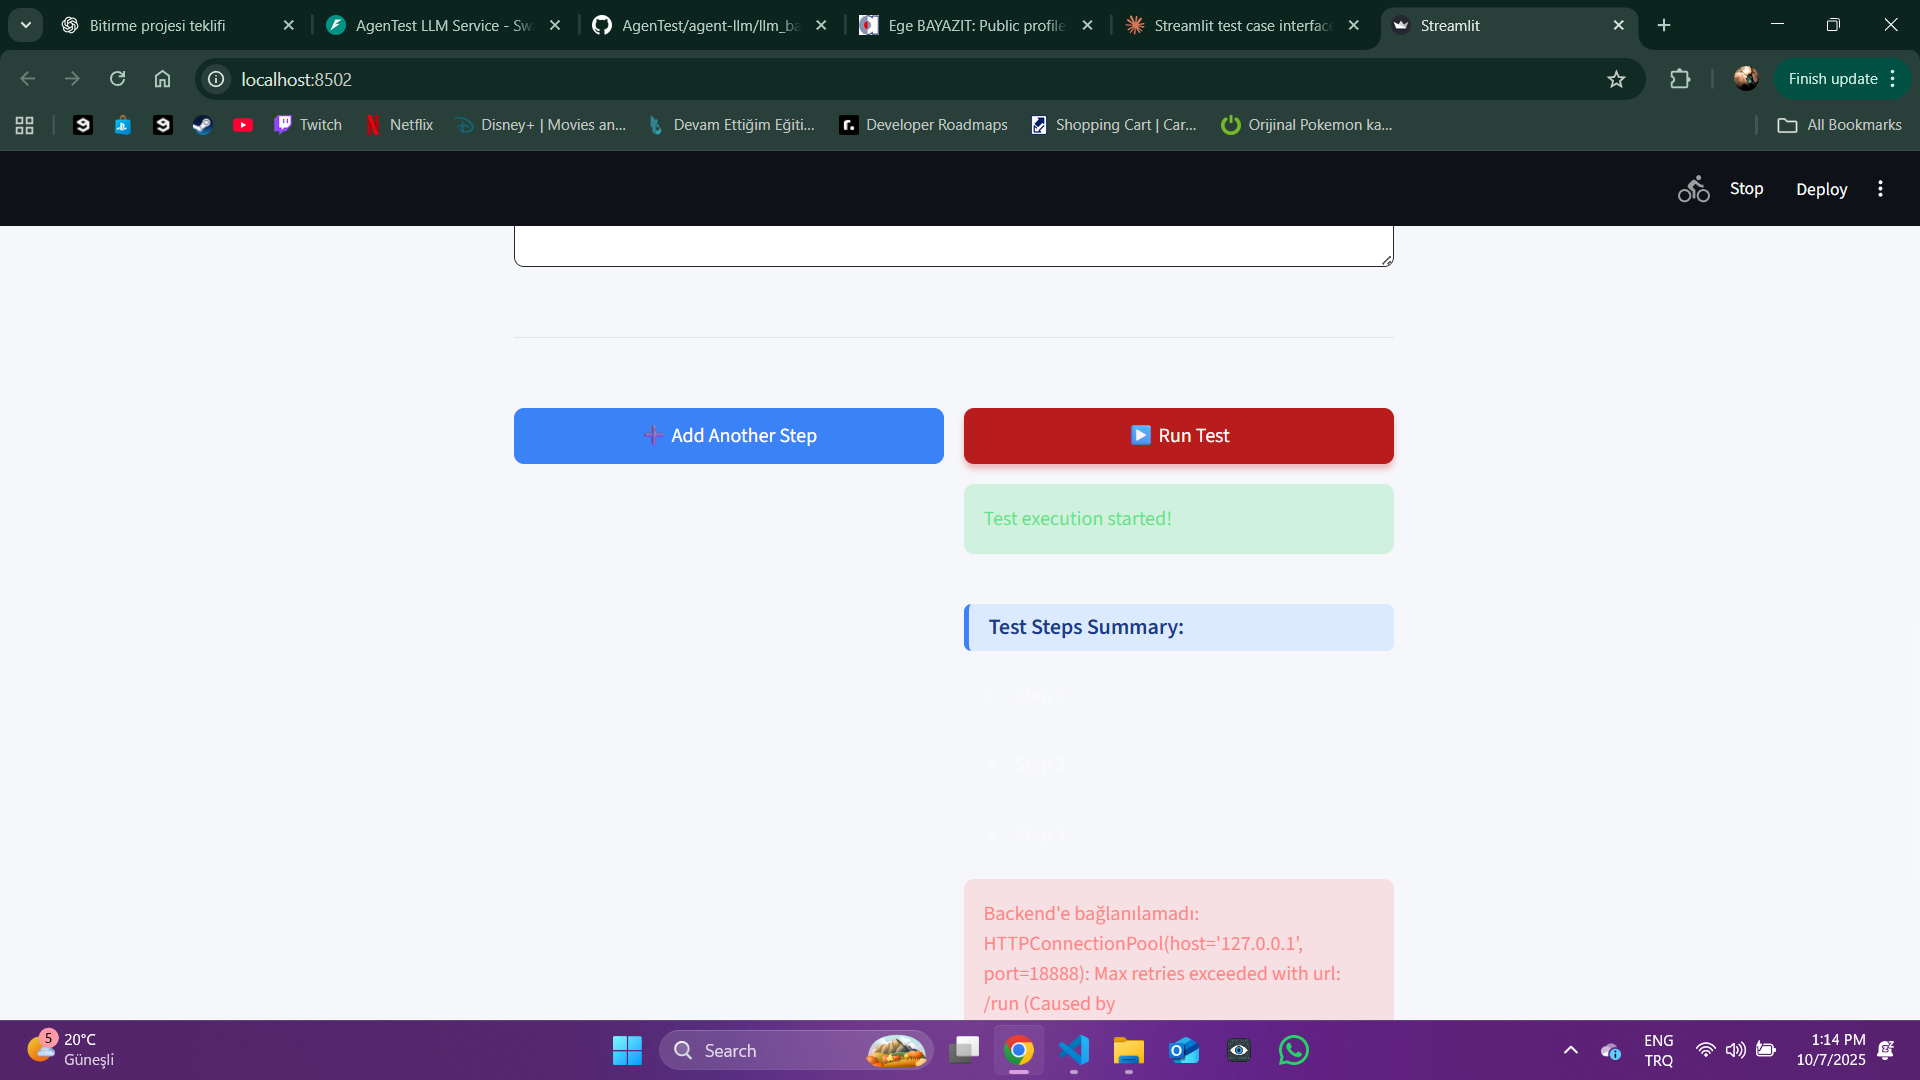 Bitirme projesi teklifi
AgenTest LLM Service - Sw
AgenTest/agent-llm/llm_ba
Ege BAYAZIT: Public profile
Streamlit test case interface
Streamlit
localhost:8502
Finish update
Twitch
Netflix
Disney+ | Movies an...
Devam Ettiğim Eğiti...
Developer Roadmaps
Shopping Cart | Car...
Orijinal Pokemon ka...
All Bookmarks
Stop
Deploy
Add Another Step
Run Test
Test execution started!
Test Steps Summary:
Step 1
Step 2
Step 3
Backend'e bağlanılamadı:
HTTPConnectionPool(host='127.0.0.1',
port=18888): Max retries exceeded with url:
/run (Caused by
5
20°C
Güneşli
Search
ENG
TRQ
1:14 PM
10/7/2025